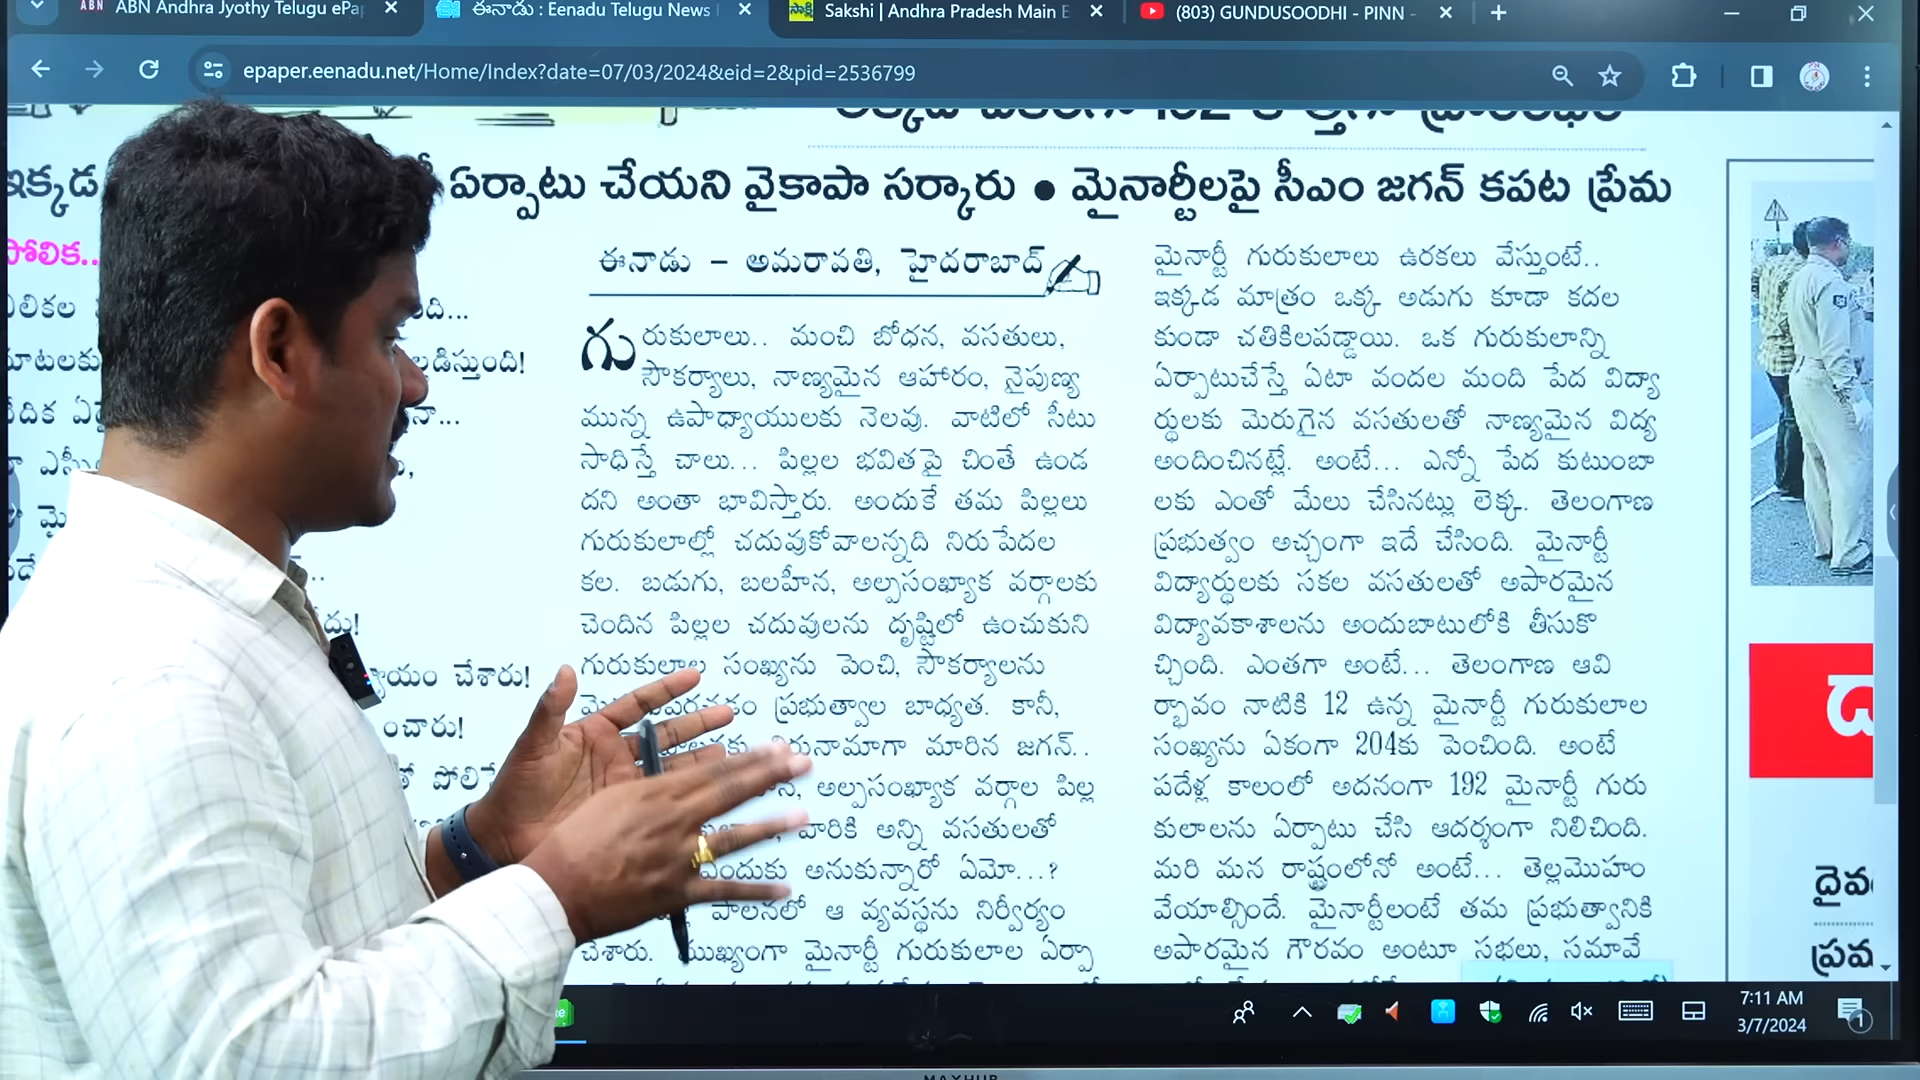 ABN ABN Andhra Jyothy Telugu ePa
ఈనాడు : Eenadu Telugu News
సాక్షి Sakshi | Andhra Pradesh Main E
(803) GUNDUSOODHI - PINN -
epaper.eenadu.net/Home/Index?date=07/03/2024&eid=2&pid=2536799
ఇక్కడ
ఏర్పాటు చేయని వైకాపా సర్కారు ● మైనార్టీలపై సీఎం జగన్ కపట ప్రేమ
పోలిక..
ఈనాడు – అమరావతి, హైదరాబాద్
గురుకులాలు.. మంచి బోధన, వసతులు,
సౌకర్యాలు, నాణ్యమైన ఆహారం, నైపుణ్య
మున్న ఉపాధ్యాయులకు నెలవు. వాటిలో సీటు
సాధిస్తే చాలు... పిల్లల భవితపై చింతే ఉండ
దని అంతా భావిస్తారు. అందుకే తమ పిల్లలు
గురుకులాల్లో చదువుకోవాలన్నది నిరుపేదల
కల. బడుగు, బలహీన, అల్పసంఖ్యాక వర్గాలకు
చెందిన పిల్లల చదువులను దృష్టిలో ఉంచుకుని
గురుకులాల సంఖ్యను పెంచి, సౌకర్యాలను
ప్రభుత్వాల బాధ్యత. కానీ,
మారిన జగన్..
అల్పసంఖ్యాక వర్గాల పిల్ల
వారికి అన్ని వసతులతో
ఎందుకు అనుకున్నారో ఏమో...?
పాలనలో ఆ వ్యవస్థను నిర్వీర్యం
చేశారు. ముఖ్యంగా మైనార్టీ గురుకులాల ఏర్పా
మైనార్టీ గురుకులాలు ఉరకలు వేస్తుంటే..
ఇక్కడ మాత్రం ఒక్క అడుగు కూడా కదల
కుండా చతికిలపడ్డాయి. ఒక గురుకులాన్ని
ఏర్పాటుచేస్తే ఏటా వందల మంది పేద విద్యా
ర్థులకు మెరుగైన వసతులతో నాణ్యమైన విద్య
అందించినట్లే. అంటే... ఎన్నో పేద కుటుంబా
లకు ఎంతో మేలు చేసినట్లు లెక్క. తెలంగాణ
ప్రభుత్వం అచ్చంగా ఇదే చేసింది. మైనార్టీ
విద్యార్థులకు సకల వసతులతో అపారమైన
విద్యావకాశాలను అందుబాటులోకి తీసుకొ
చ్చింది. ఎంతగా అంటే... తెలంగాణ ఆవి
ర్భావం నాటికి 12 ఉన్న మైనార్టీ గురుకులాల
సంఖ్యను ఏకంగా 204కు పెంచింది. అంటే
పదేళ్ల కాలంలో అదనంగా 192 మైనార్టీ గురు
కులాలను ఏర్పాటు చేసి ఆదర్శంగా నిలిచింది.
మరి మన రాష్ట్రంలోనో అంటే... తెల్లమొహం
వేయాల్సిందే. మైనార్టీలంటే తమ ప్రభుత్వానికి
అపారమైన గౌరవం అంటూ సభలు, సమావే
7:11 AM
3/7/2024
1
MAXHUB